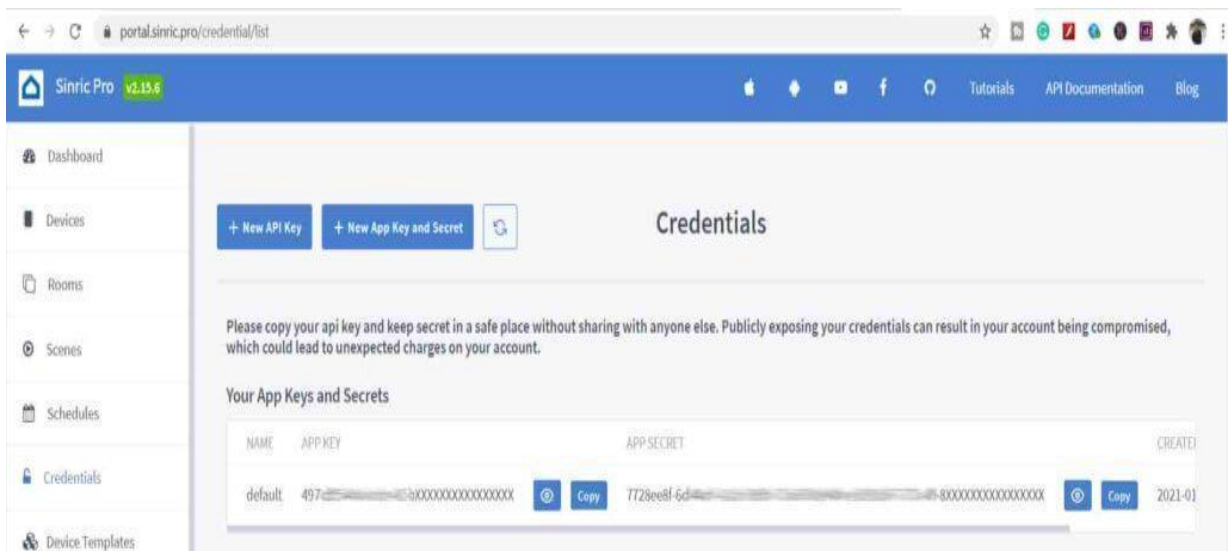 portal.sinric.pro/credential/list
Sinric Pro v2.15.6 Tutorials API Documentation Blog
Dashboard
Devices
+ New API Key + New App Key and Secret Credentials
Rooms
Please copy your api key and keep secret in a safe place without sharing with anyone else. Publicly exposing your credentials can result in your account being compromised,
which could lead to unexpected charges on your account.
Scenes
Your App Keys and Secrets
Schedules
NAME APP KEY APP SECRET CREATE
Credentials
default Copy Copy 2021-01
Device Templates